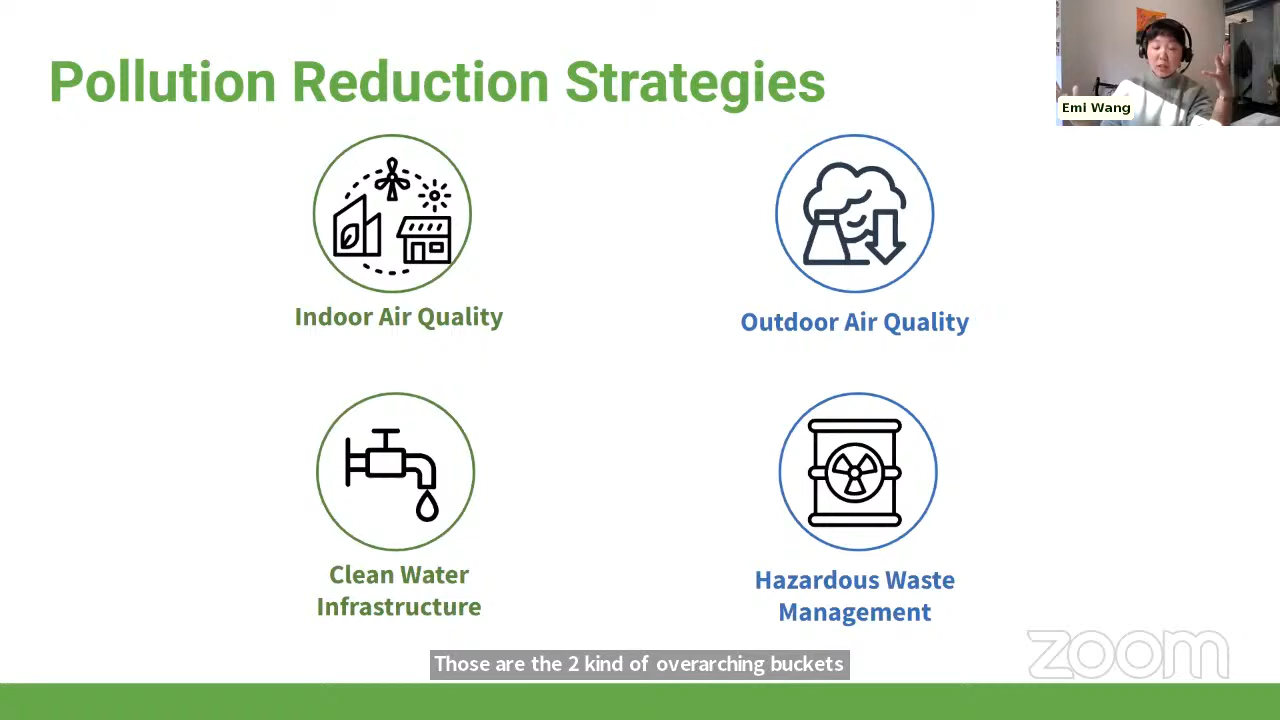 Pollution Reduction Strategies
Emi Wang
Indoor Air Quality
Outdoor Air Quality
Clean Water
Infrastructure
Hazardous Waste
Management
Those are the 2 kind of overarching buckets
zoom